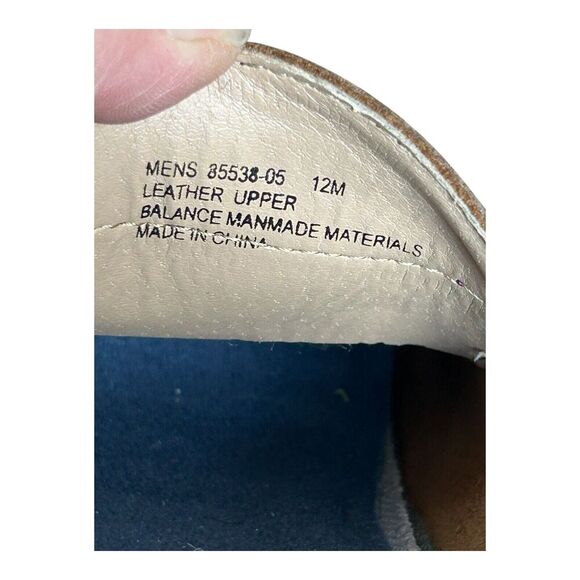 MENS 85538-05 12M
LEATHER UPPER
BALANCE MANMADE MATERIALS
MADE IN CHINA